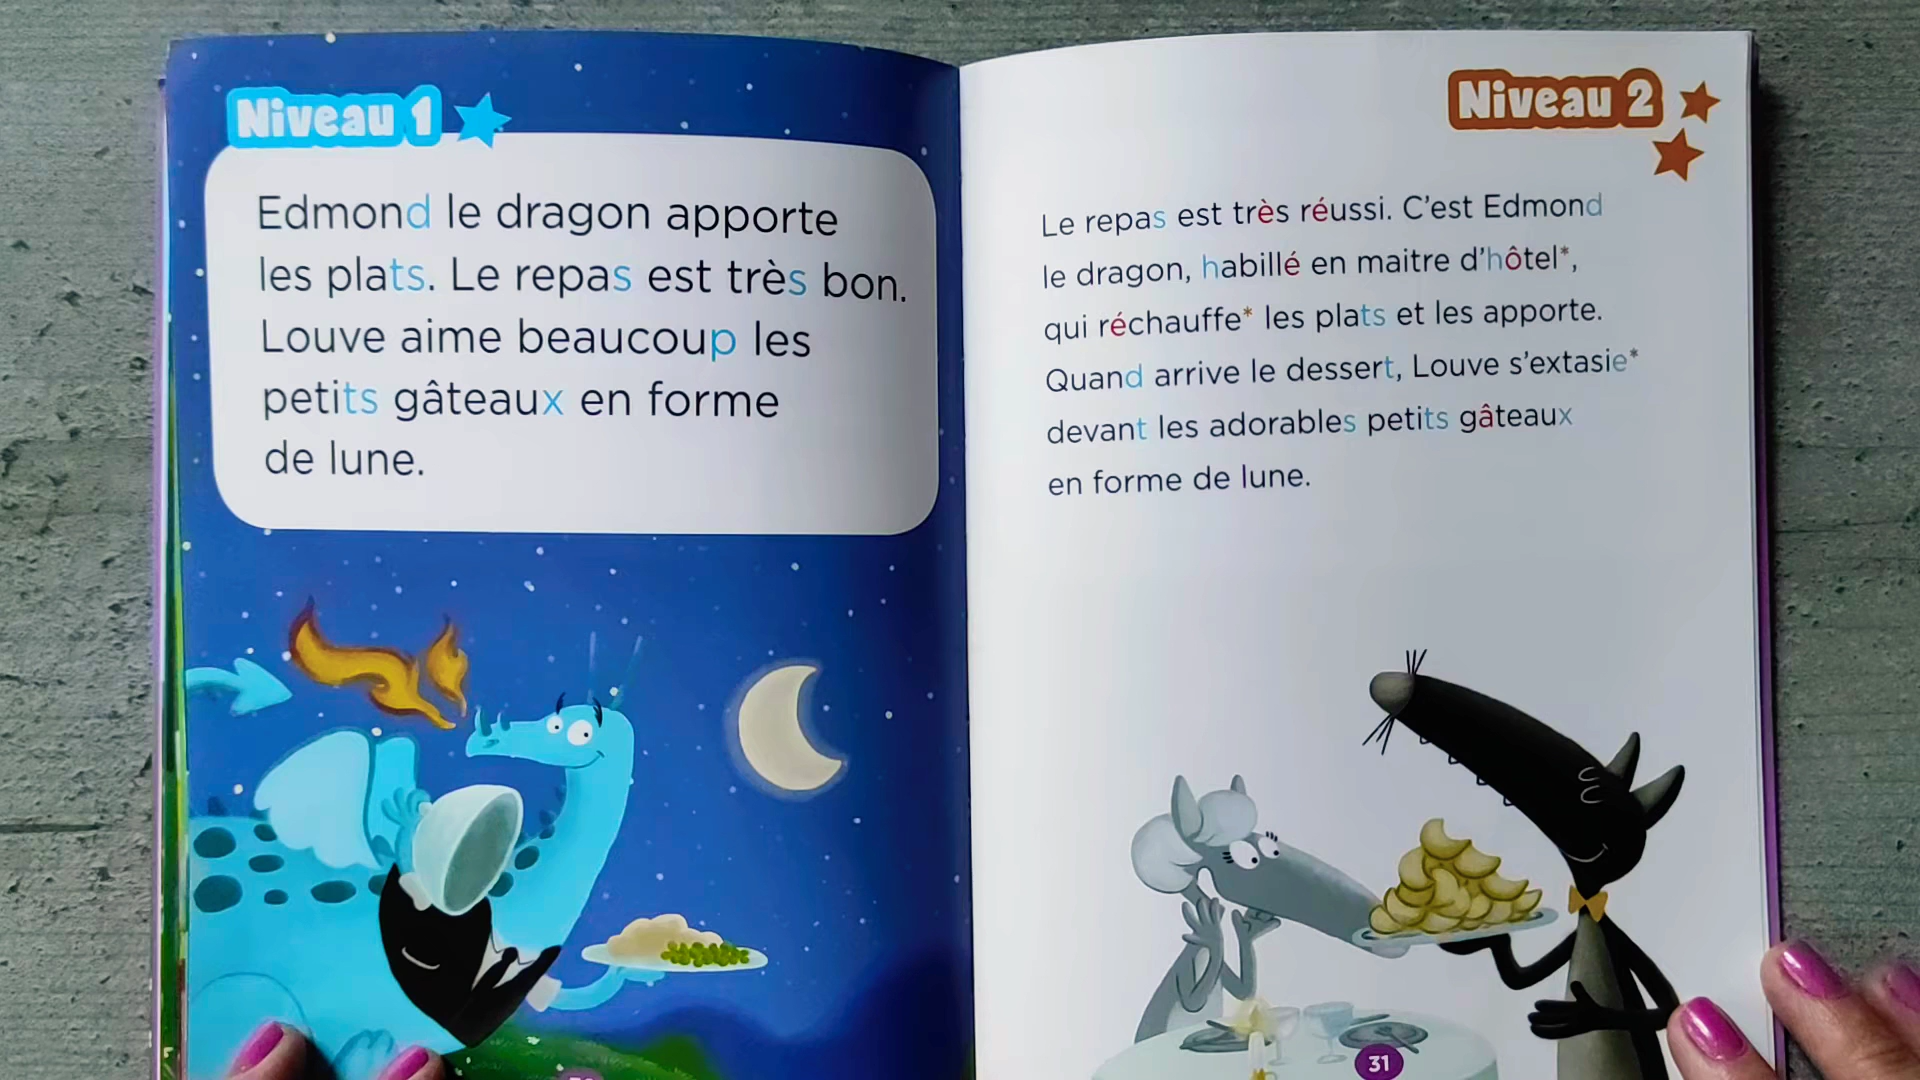 Niveau 1
Edmond le dragon apporte
les plats. Le repas est très bon.
Louve aime beaucoup les
petits gâteaux en forme
de lune.
Niveau 2
Le repas est très réussi. C'est Edmond
le dragon, habillé en maitre d'hôtel*,
qui réchauffe* les plats et les apporte.
Quand arrive le dessert, Louve s'extasie*
devant les adorables petits gâteaux
en forme de lune.
31